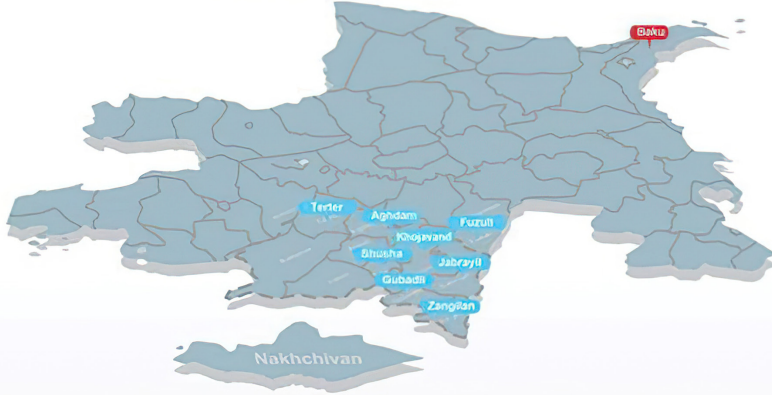 Baku
Terter
Aghdam
Fuzuli
Khojavand
Shusha
Jabrayil
Gubadli
Zangilan
Nakhchivan